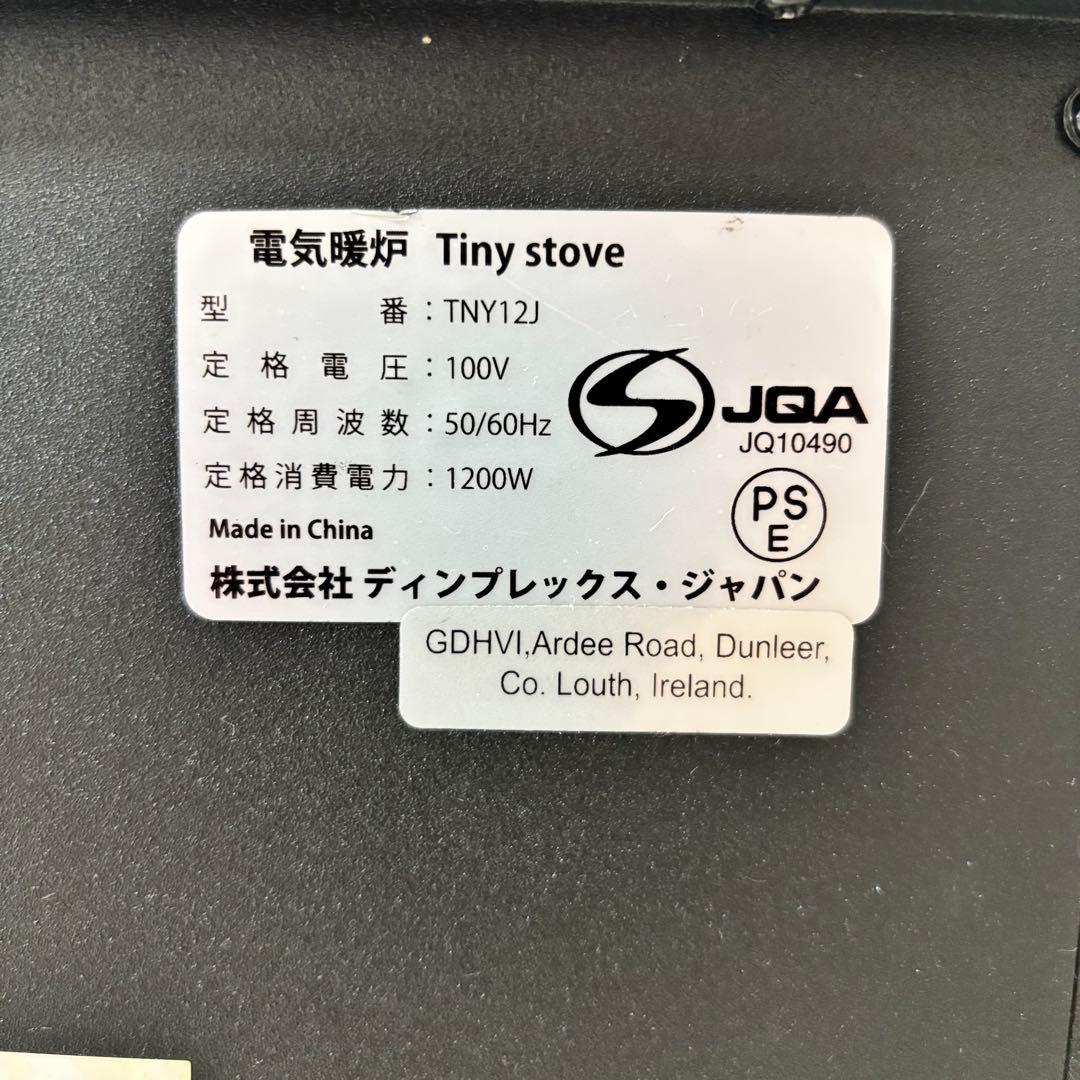 電気暖炉 Tiny stove
型番：TNY12J
定格電圧：100V
定格周波数：50/60Hz
定格消費電力：1200W
JQA
JQ10490
PS
E
Made in China
株式会社 ディンプレックス・ジャパン
GDHVI,Ardee Road, Dunleer,
Co. Louth, Ireland.